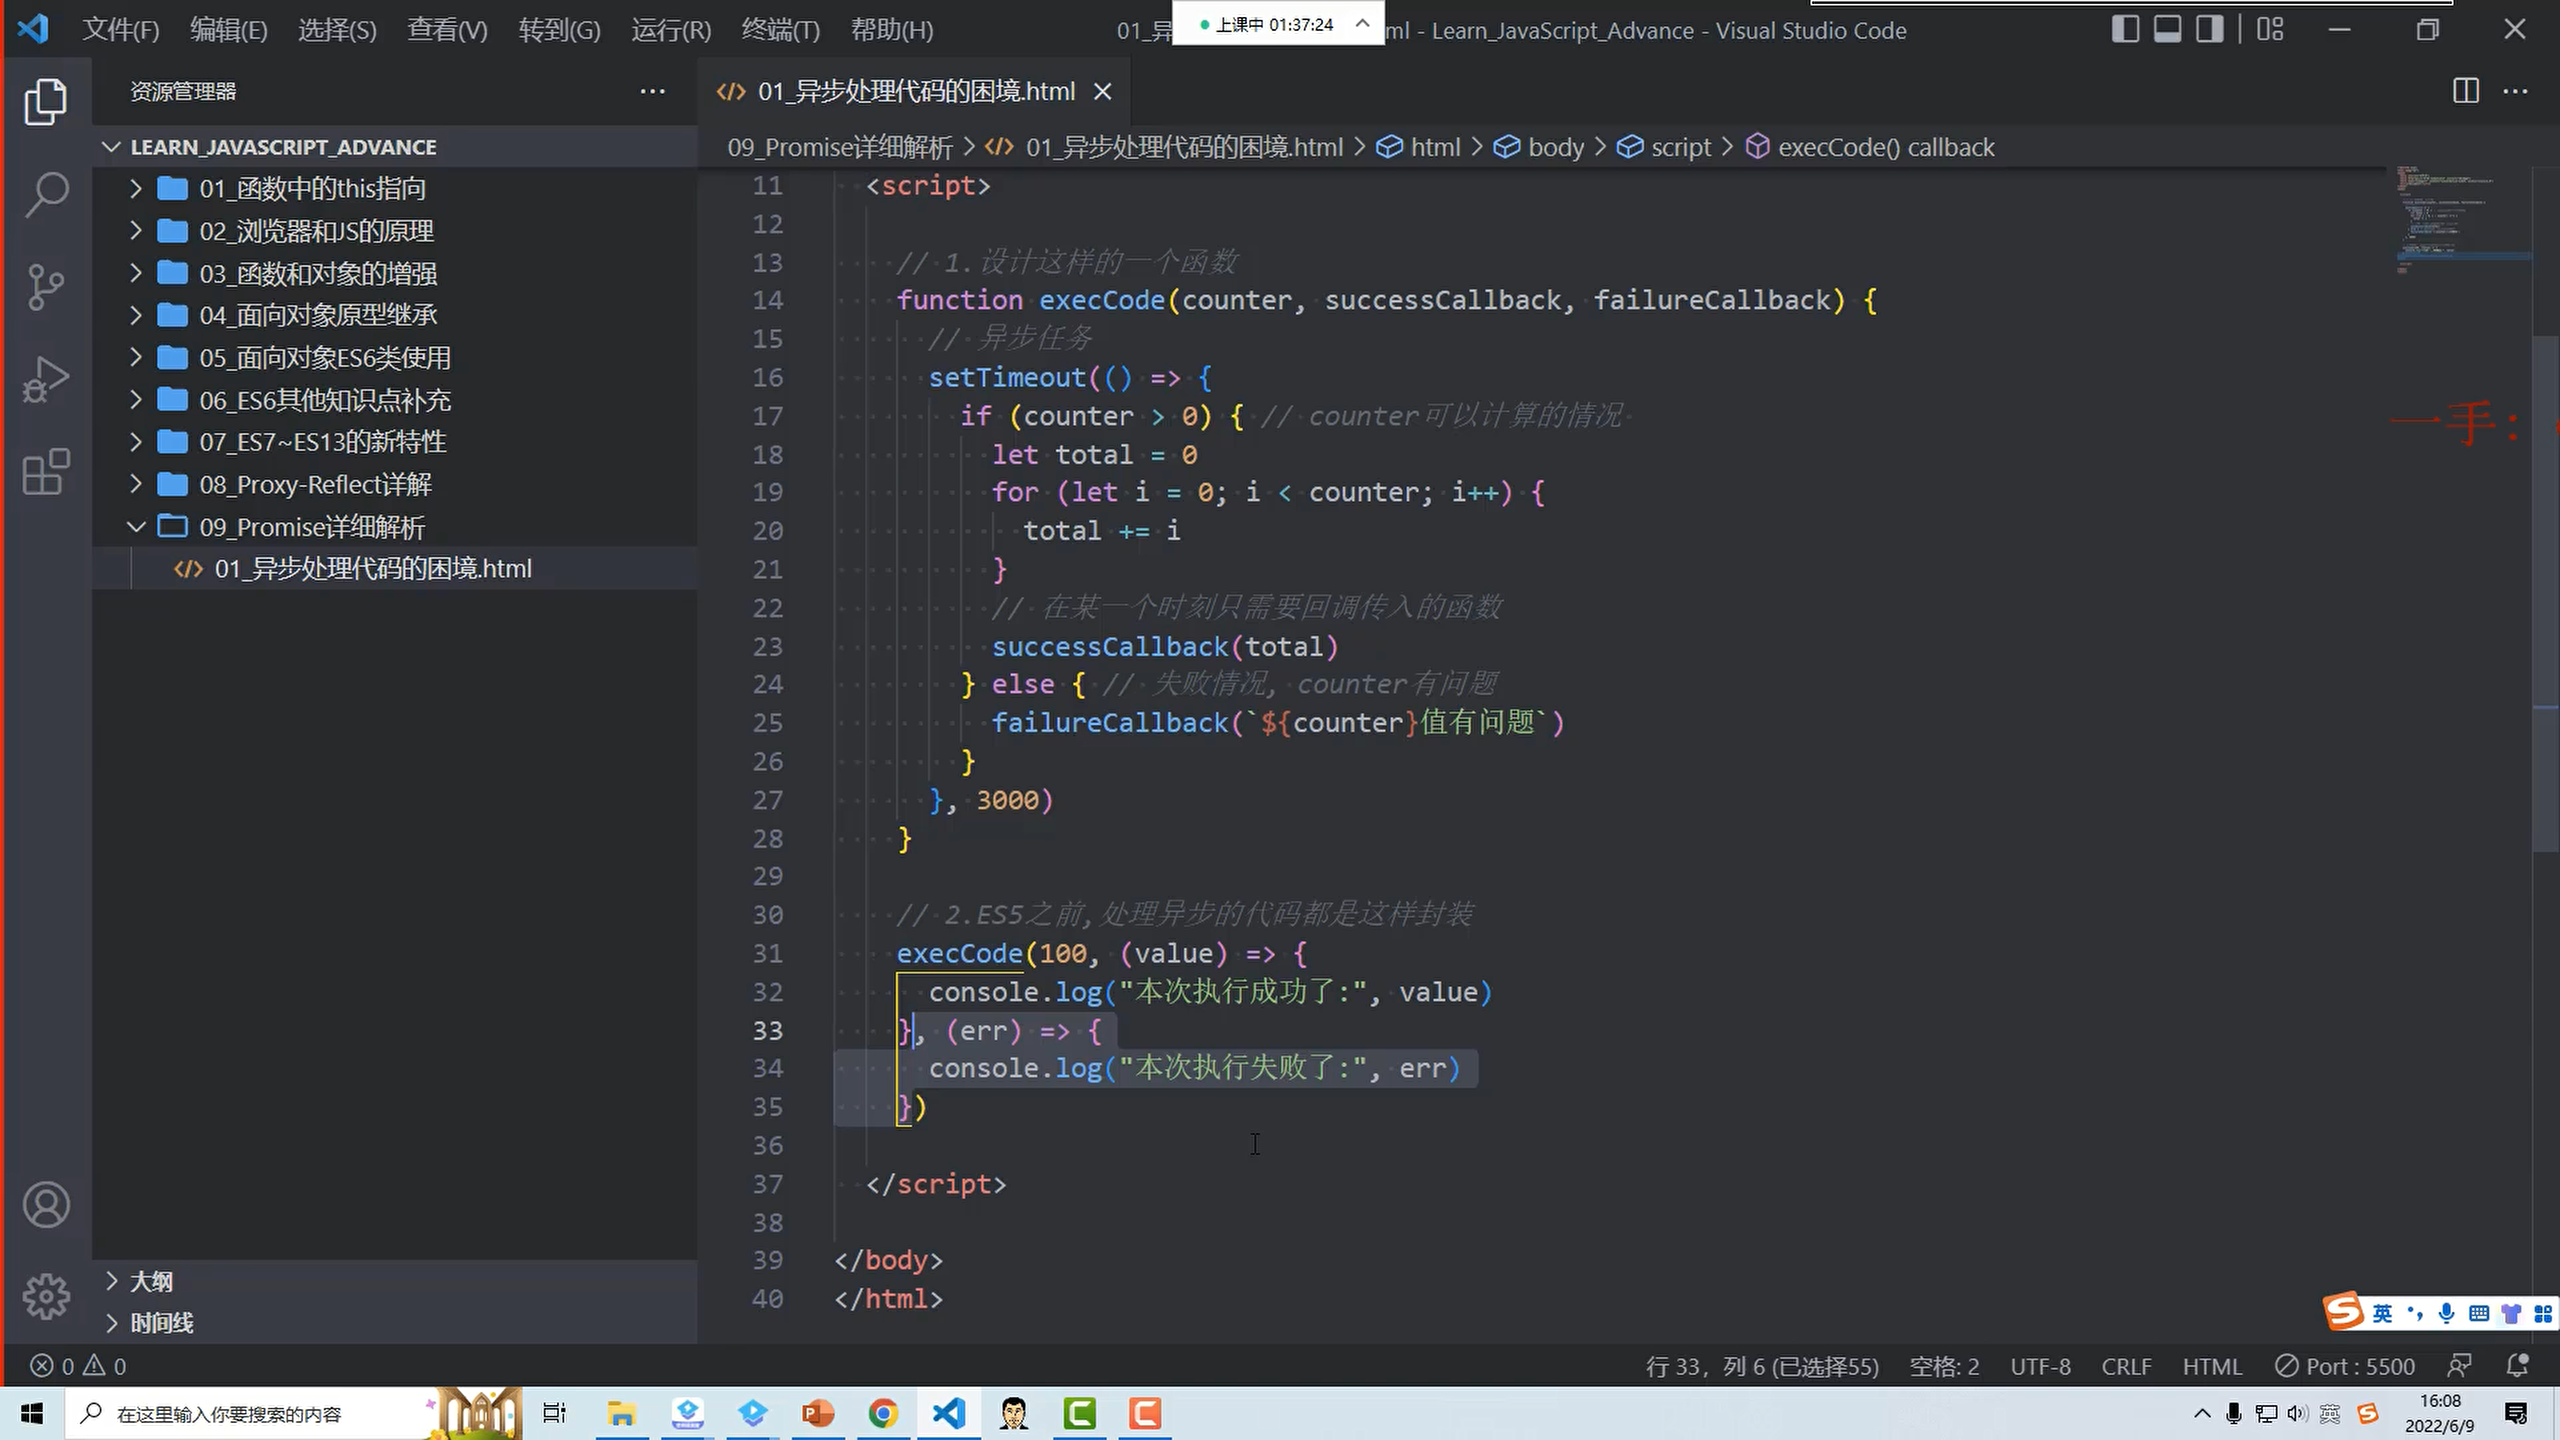 文件(F) 编辑(E) 选择(S) 查看(V) 转到(G) 运行(R) 终端(T) 帮助(H)
01_异
上课中 01:37:24
ml - Learn_JavaScript_Advance - Visual Studio Code
资源管理器
LEARN_JAVASCRIPT_ADVANCE
01_函数中的this指向
02_浏览器和JS的原理
03_函数和对象的增强
04_面向对象原型继承
05_面向对象ES6类使用
06_ES6其他知识点补充
07_ES7~ES13的新特性
08_Proxy-Reflect详解
09_Promise详细解析
01_异步处理代码的困境.html
大纲
时间线
01_异步处理代码的困境.html
09_Promise详细解析 > 01_异步处理代码的困境.html > html > body > script > execCode() callback
11 <script>
12
13 // 1.设计这样的一个函数
14 function execCode(counter, successCallback, failureCallback) {
15 // 异步任务
16 setTimeout(() => {
17 if (counter > 0) { // counter可以计算的情况
18 let total = 0
19 for (let i = 0; i < counter; i++) {
20 total += i
21 }
22 // 在某一个时刻只需要回调传入的函数
23 successCallback(total)
24 } else { // 失败情况, counter有问题
25 failureCallback(`${counter}值有问题`)
26 }
27 }, 3000)
28 }
29
30 // 2.ES5之前,处理异步的代码都是这样封装
31 execCode(100, (value) => {
32 console.log("本次执行成功了:", value)
33 }, (err) => {
34 console.log("本次执行失败了:", err)
35 })
36
37 </script>
38
39 </body>
40 </html>
一手:
英
0 0
行 33，列 6 (已选择55) 空格: 2 UTF-8 CRLF HTML Port : 5500
在这里输入你要搜索的内容
英
16:08
2022/6/9